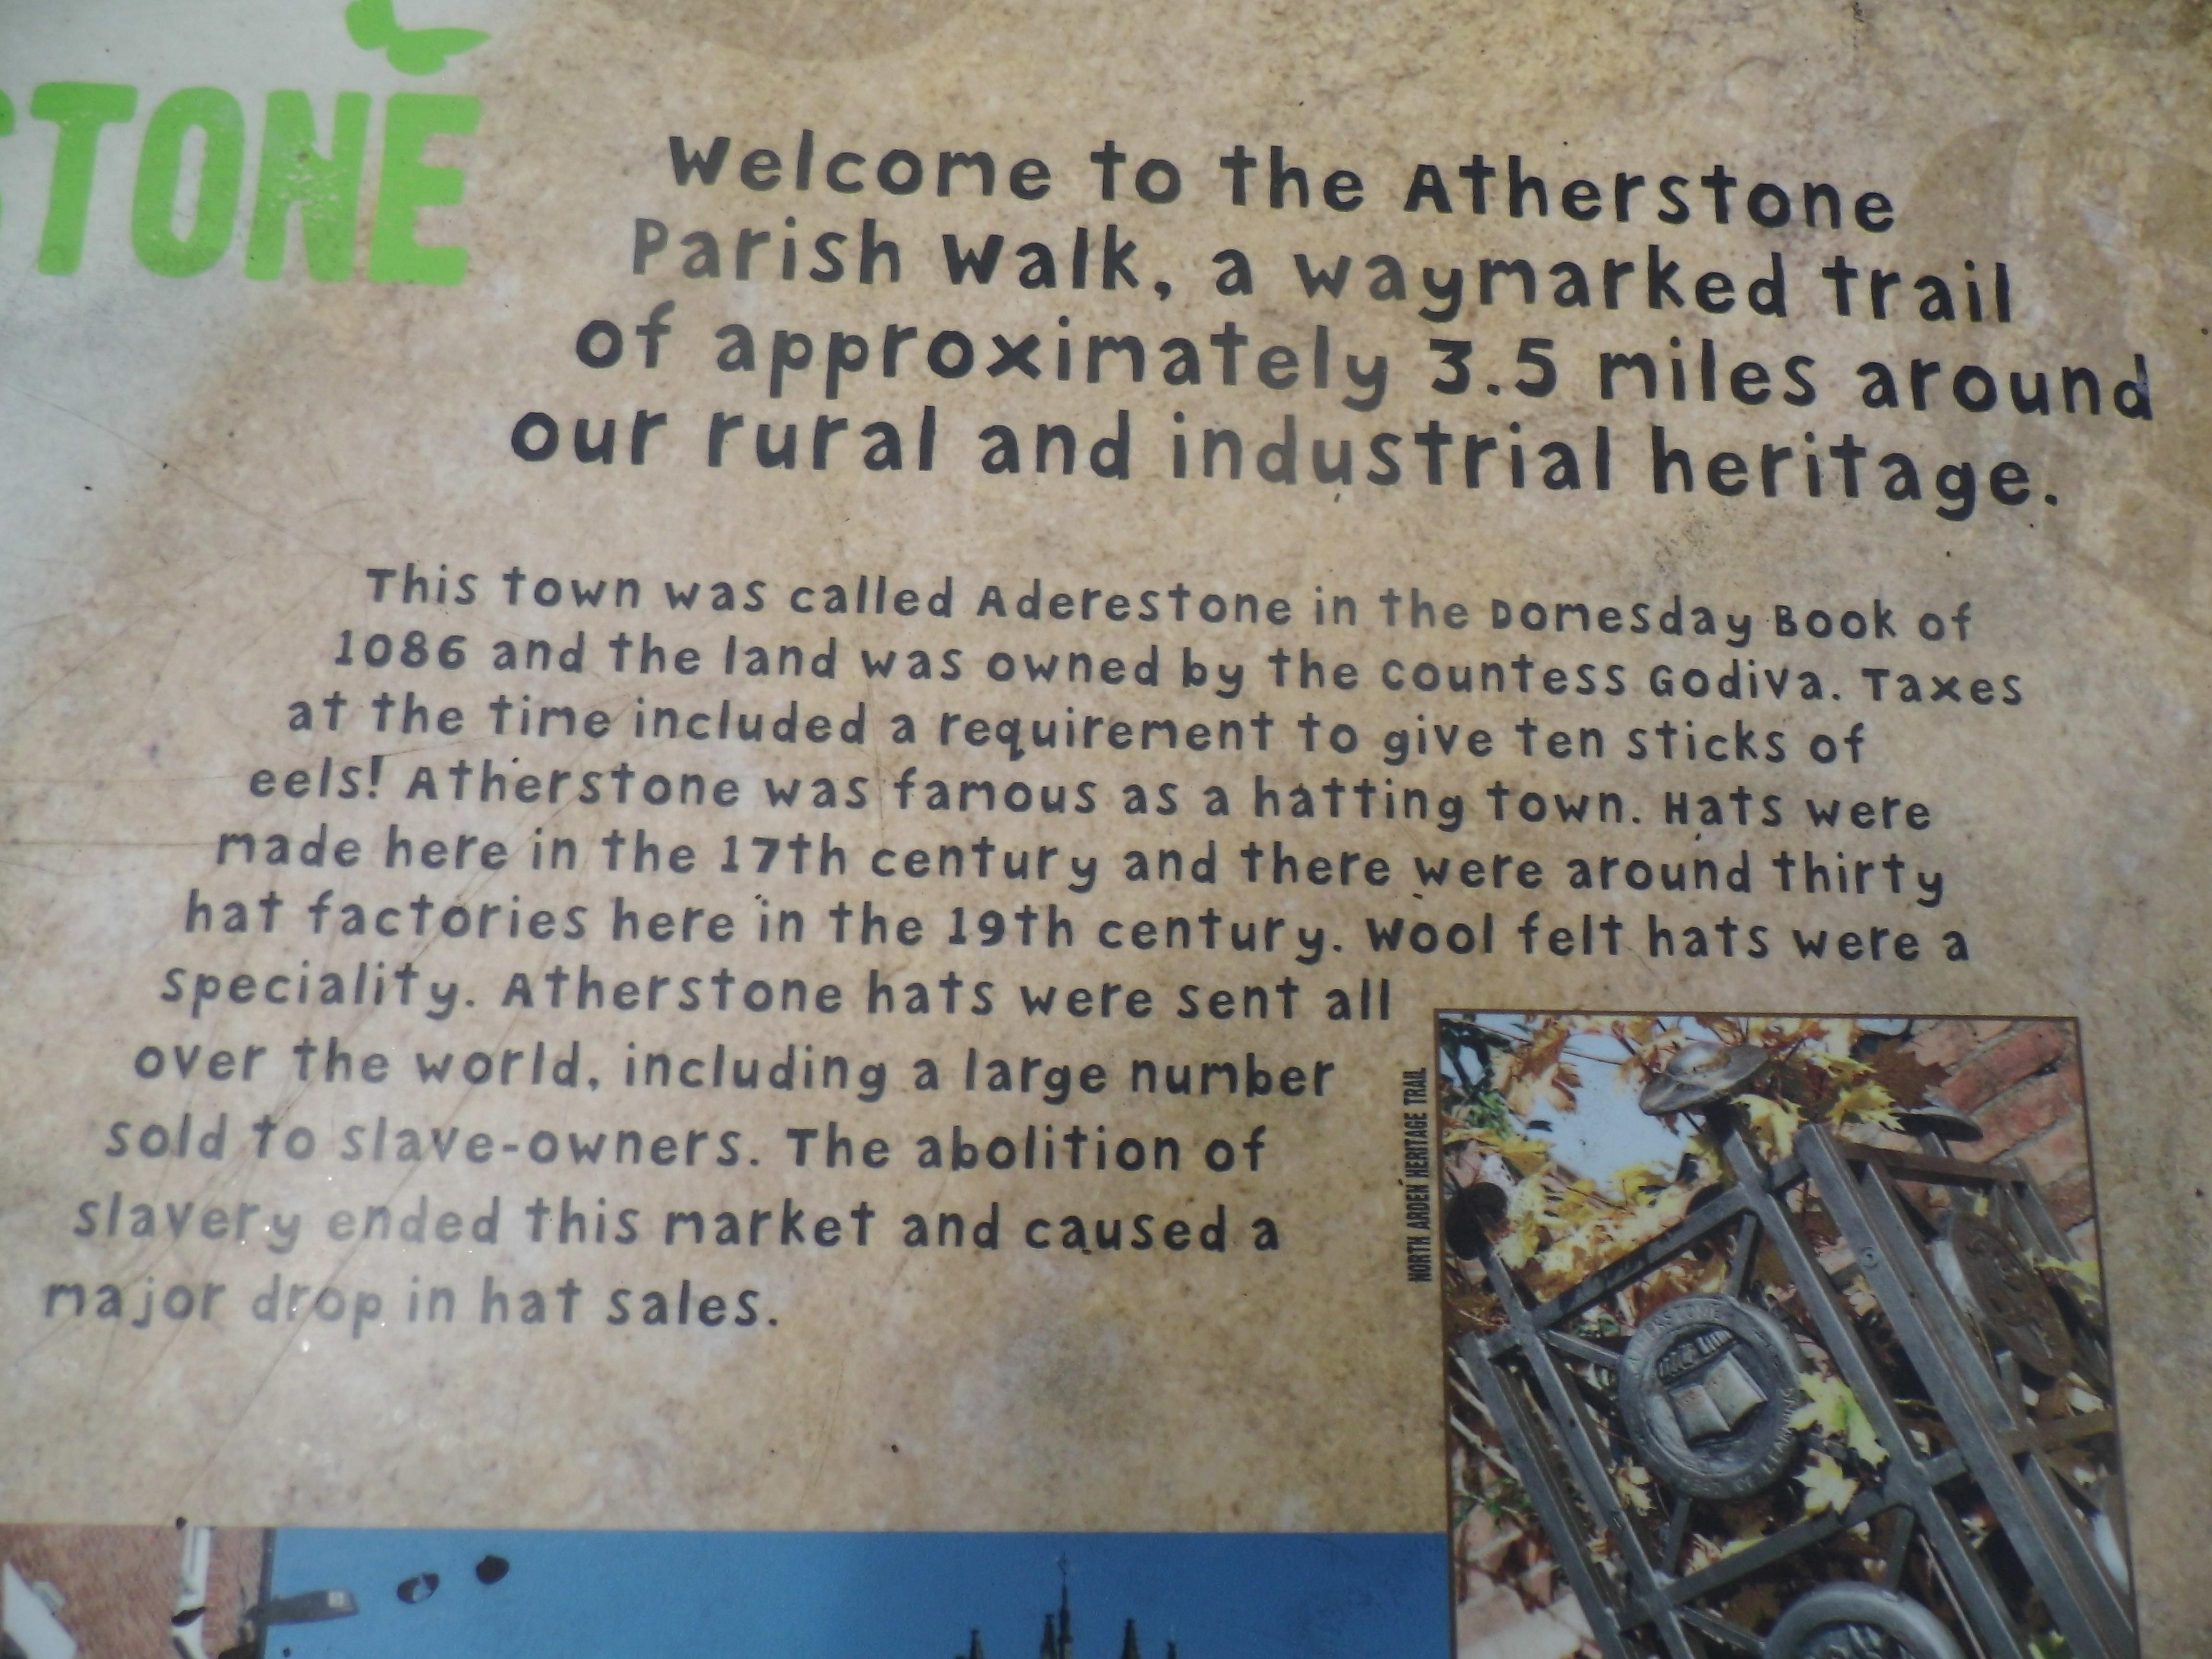 STONE
Welcome to the Atherstone
Parish Walk, a waymarked trail
of approximately 3.5 miles around
our rural and industrial heritage.
This town was called Aderestone in the Domesday Book of
1086 and the land was owned by the Countess Godiva. Taxes
at the time included a requirement to give ten sticks of
eels! Atherstone was famous as a hatting town. Hats were
made here in the 17th century and there were around thirty
hat factories here in the 19th century. Wool felt hats were a
speciality. Atherstone hats were sent all
over the world, including a large number
sold to slave-owners. The abolition of
slavery ended this market and caused a
major drop in hat sales.
NORTH ARDEN HERITAGE TRAIL